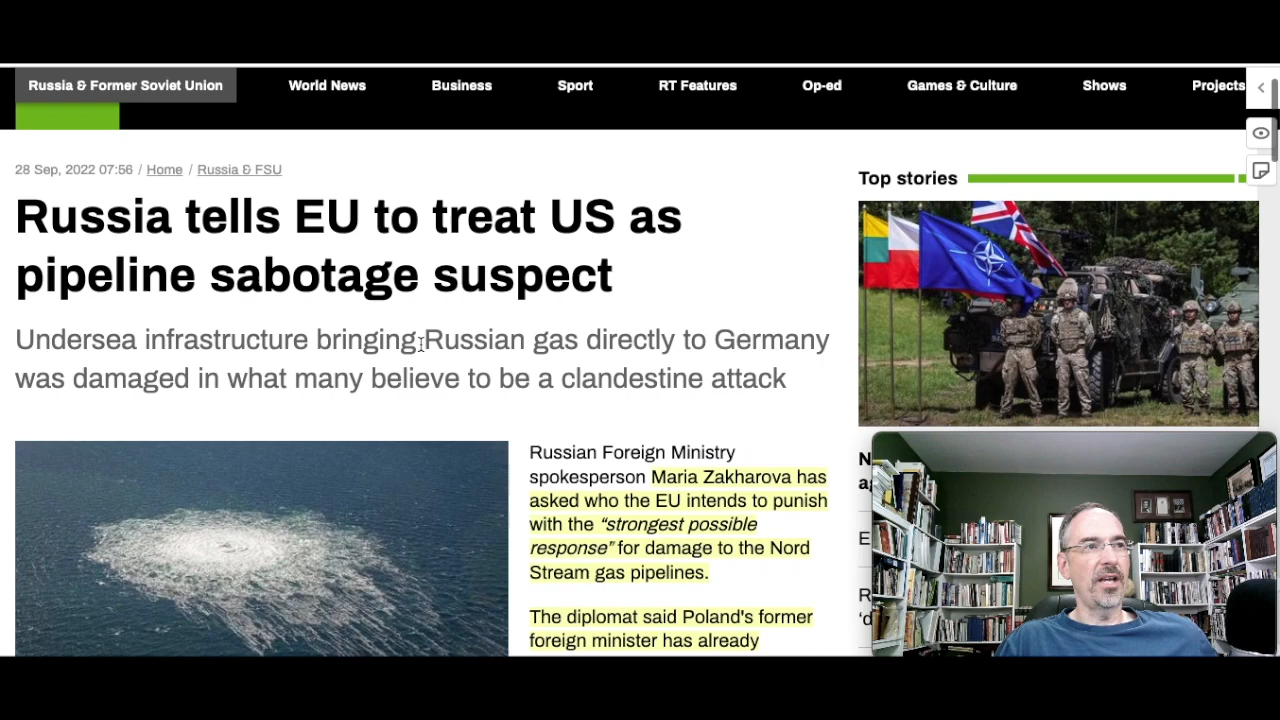 Russia & Former Soviet Union
World News
Business
Sport
RT Features
Op-ed
Games & Culture
Shows
Projects
28 Sep, 2022 07:56 / Home / Russia & FSU
Russia tells EU to treat US as
pipeline sabotage suspect
Undersea infrastructure bringing Russian gas directly to Germany
was damaged in what many believe to be a clandestine attack
Russian Foreign Ministry
spokesperson Maria Zakharova has
asked who the EU intends to punish
with the “strongest possible
response” for damage to the Nord
Stream gas pipelines.
The diplomat said Poland's former
foreign minister has already
Top stories